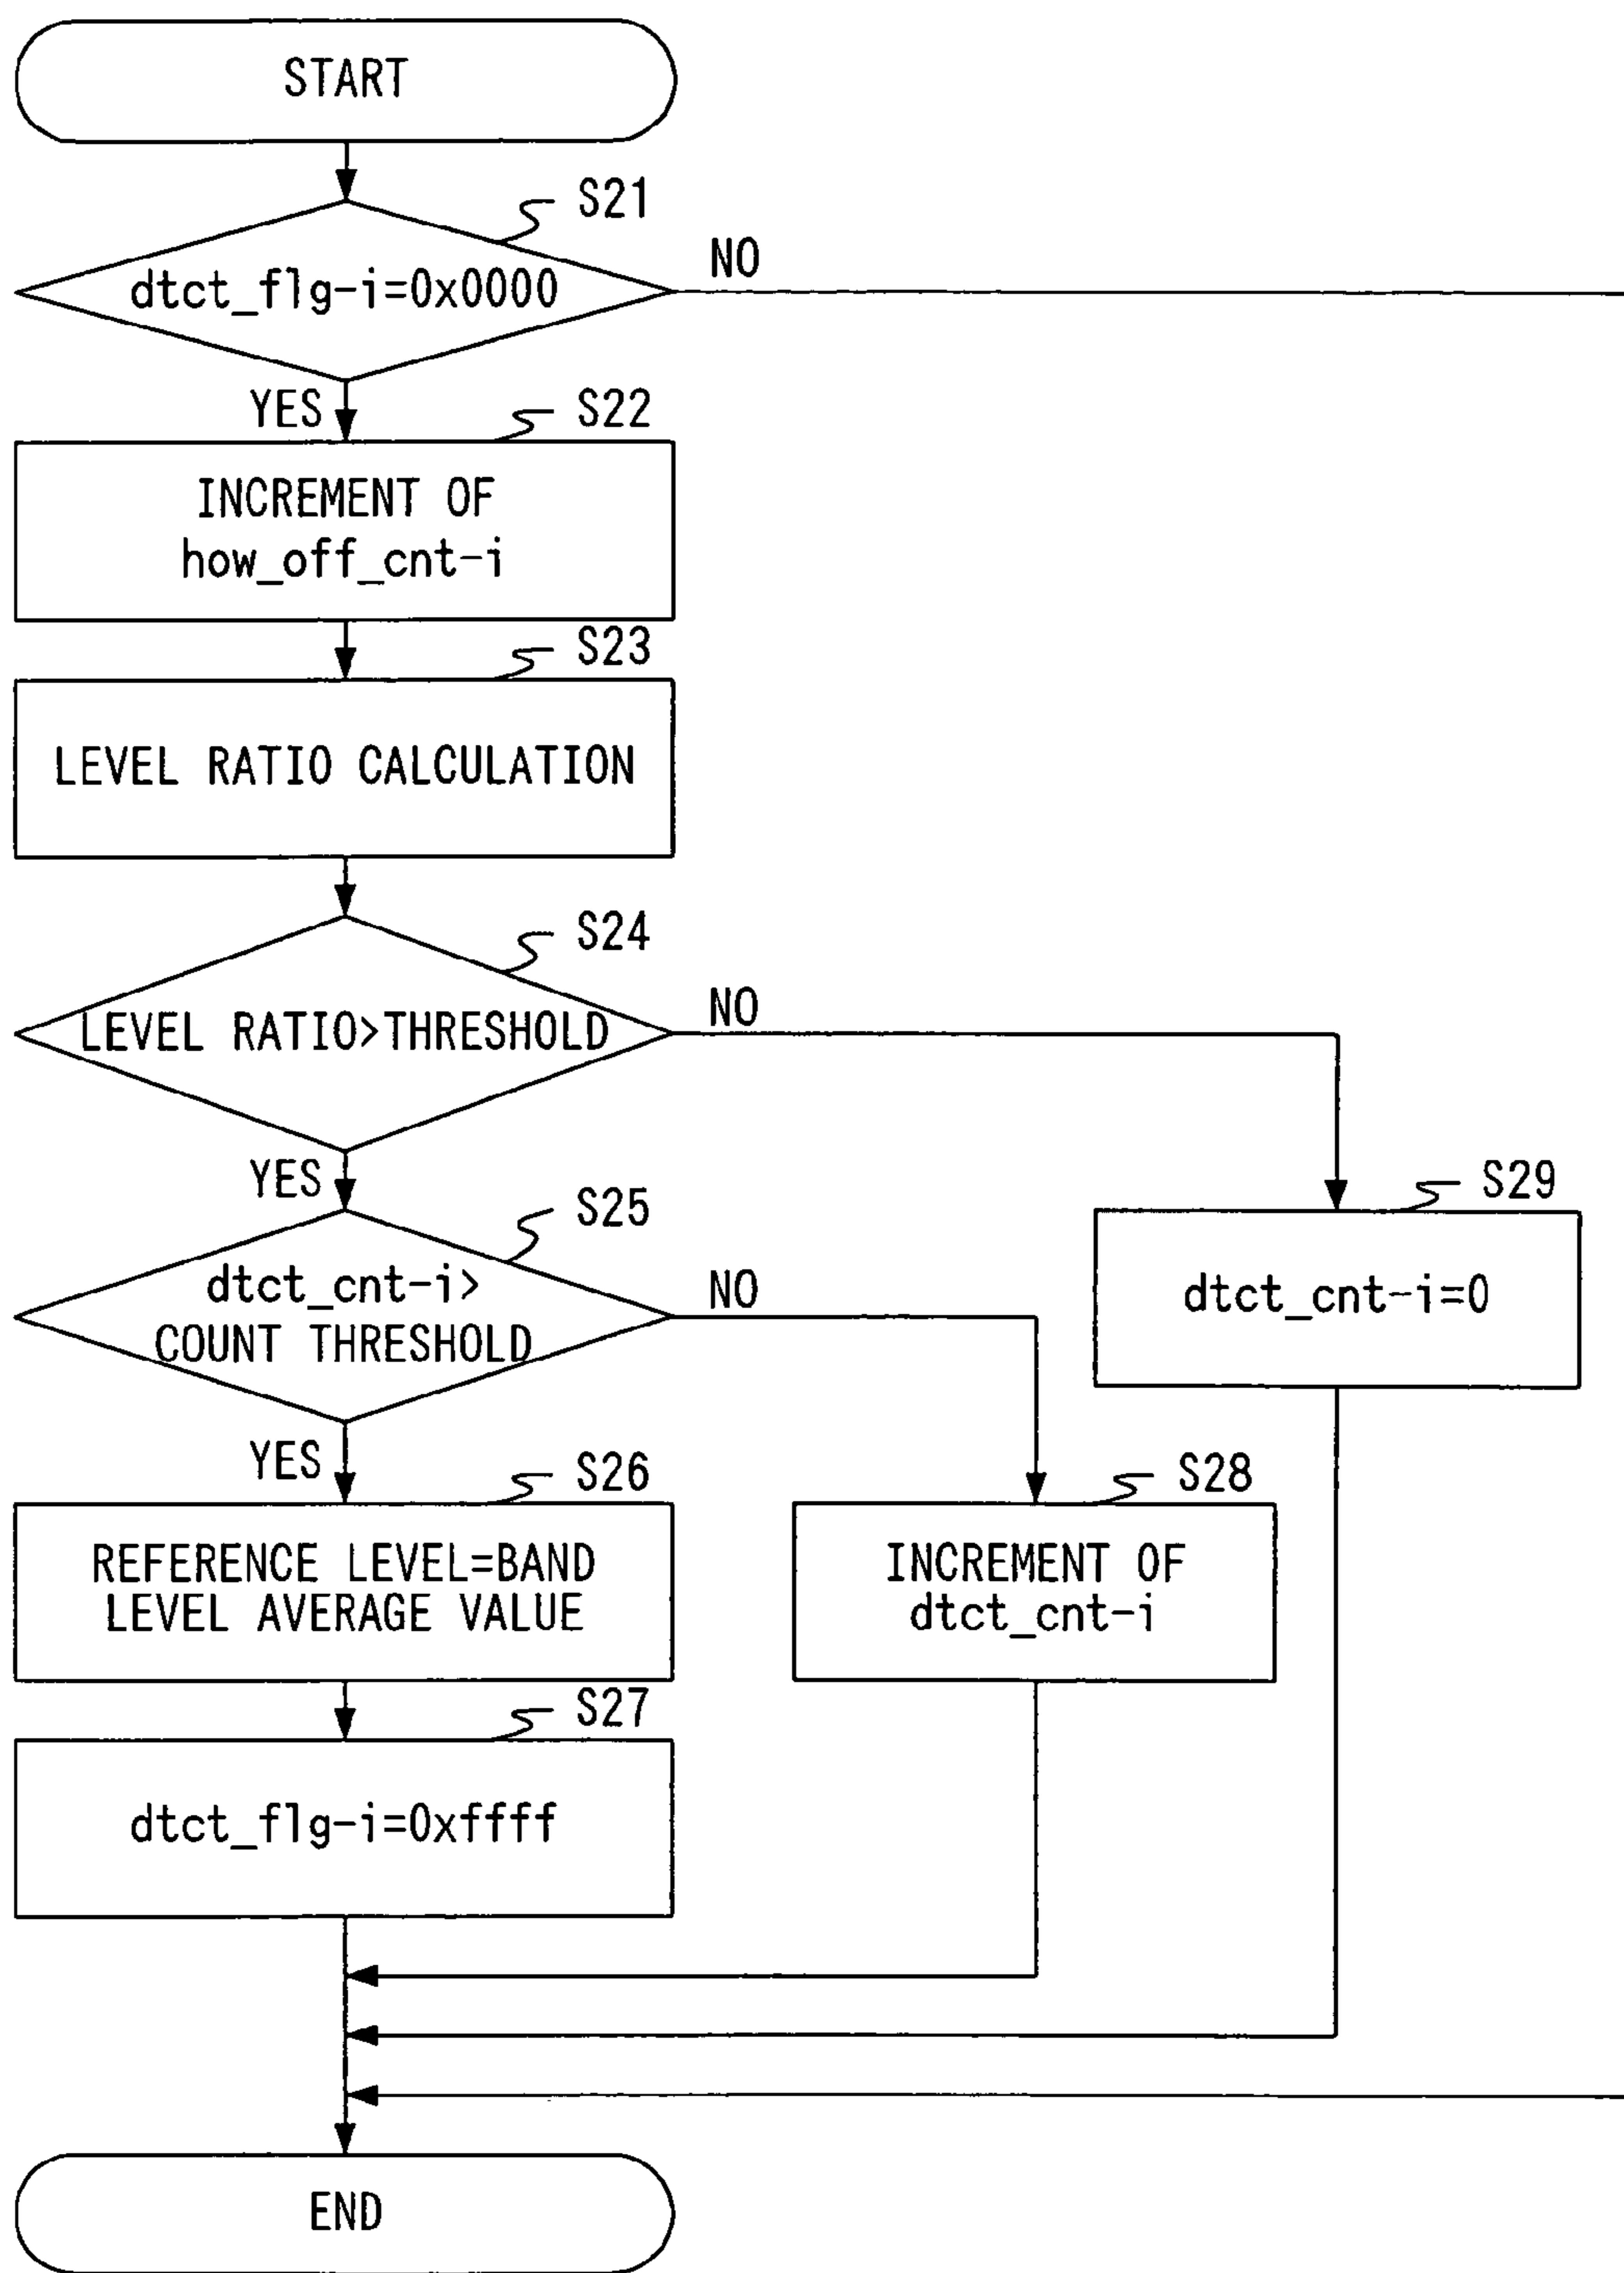 START
S21
dtct_flg-i=0x0000
NO
YES
S22
INCREMENT OF
how_off_cnt-i
S23
LEVEL RATIO CALCULATION
S24
LEVEL RATIO>THRESHOLD
NO
YES
S25
dtct_cnt-i>
COUNT THRESHOLD
NO
S29
dtct_cnt-i=0
YES
S26
REFERENCE LEVEL=BAND
LEVEL AVERAGE VALUE
S28
INCREMENT OF
dtct_cnt-i
S27
dtct_flg-i=0xffff
END